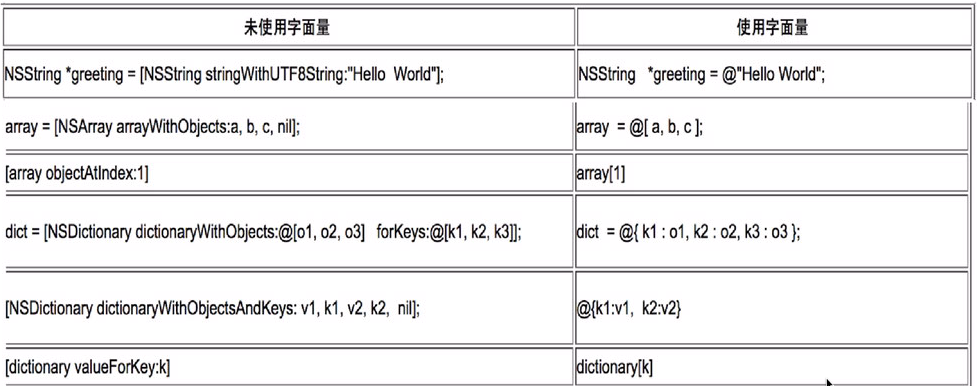 未使用字面量 使用字面量
NSString *greeting = [NSString stringWithUTF8String:"Hello World"]; NSString *greeting = @"Hello World";
array = [NSArray arrayWithObjects:a, b, c, nil]; array = @[ a, b, c ];
[array objectAtIndex:1] array[1]
dict = [NSDictionary dictionaryWithObjects:@[o1, o2, o3] forKeys:@[k1, k2, k3]]; dict = @{ k1 : o1, k2 : o2, k3 : o3 };
[NSDictionary dictionaryWithObjectsAndKeys: v1, k1, v2, k2, nil]; @{k1:v1, k2:v2}
[dictionary valueForKey:k] dictionary[k]